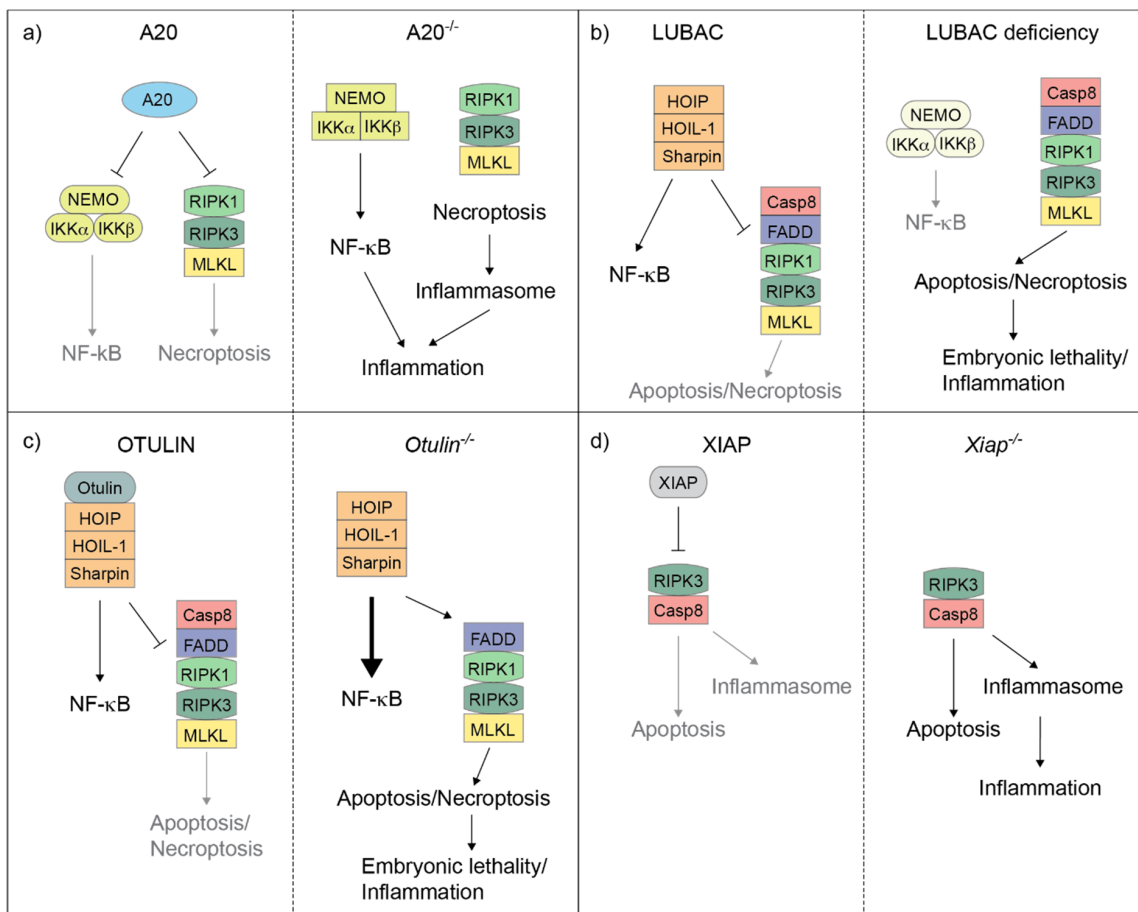 a)
A20
A20
NEMO
IKKα IKKβ
NF-kB
RIPK1
RIPK3
MLKL
Necroptosis
A20-/-
NEMO
IKKα IKKβ
NF-κB
RIPK1
RIPK3
MLKL
Necroptosis
Inflammasome
Inflammation
b)
LUBAC
HOIP
HOIL-1
Sharpin
NF-κB
Casp8
FADD
RIPK1
RIPK3
MLKL
Apoptosis/Necroptosis
LUBAC deficiency
NEMO
IKKα IKKβ
NF-κB
Casp8
FADD
RIPK1
RIPK3
MLKL
Apoptosis/Necroptosis
Embryonic lethality/
Inflammation
c)
OTULIN
Otulin
HOIP
HOIL-1
Sharpin
NF-κB
Casp8
FADD
RIPK1
RIPK3
MLKL
Apoptosis/
Necroptosis
Otulin-/-
HOIP
HOIL-1
Sharpin
NF-κB
FADD
RIPK1
RIPK3
MLKL
Apoptosis/Necroptosis
Embryonic lethality/
Inflammation
d)
XIAP
XIAP
RIPK3
Casp8
Inflammasome
Apoptosis
Xiap-/-
RIPK3
Casp8
Inflammasome
Apoptosis
Inflammation